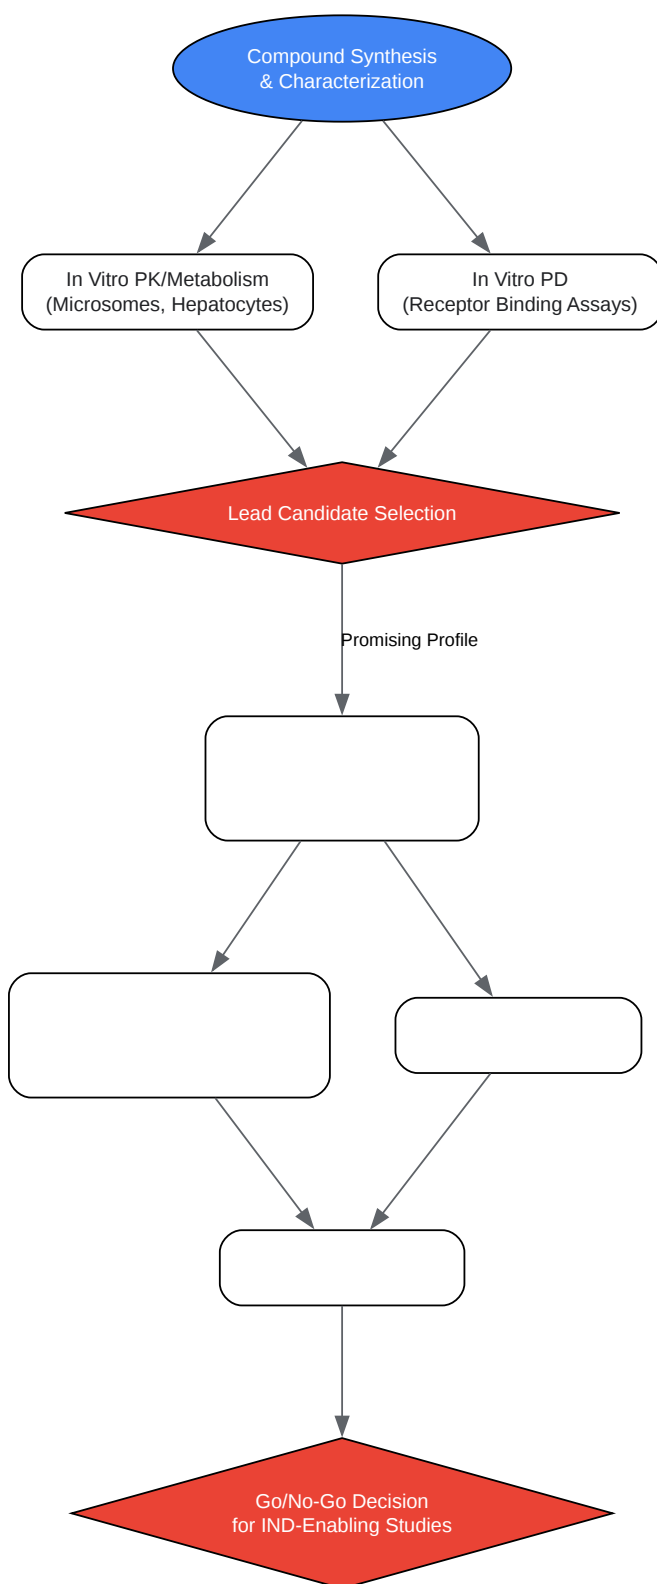 Compound Synthesis
& Characterization
In Vitro PK/Metabolism
(Microsomes, Hepatocytes)
In Vitro PD
(Receptor Binding Assays)
Lead Candidate Selection
Promising Profile
Go/No-Go Decision
for IND-Enabling Studies